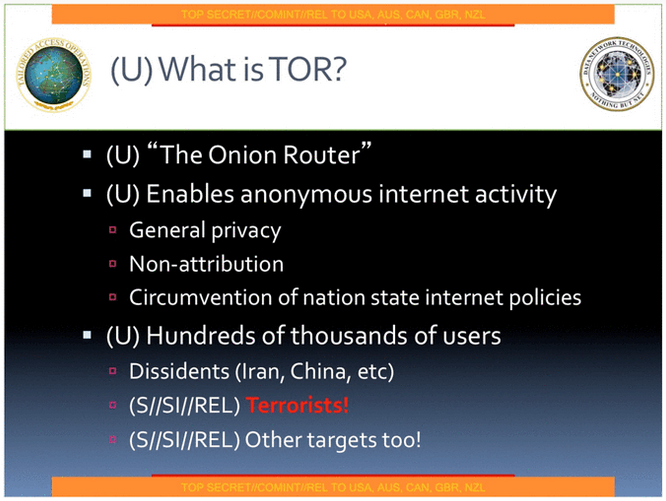 TOP SECRET//COMINT//REL TO USA, AUS, CAN, GBR, NZL
TAILORED ACCESS OPERATIONS
(U) What is TOR?
DATA NETWORK TECHNOLOGIES
NOTHING BUT NET
(U) “The Onion Router”
(U) Enables anonymous internet activity
General privacy
Non-attribution
Circumvention of nation state internet policies
(U) Hundreds of thousands of users
Dissidents (Iran, China, etc)
(S//SI//REL) Terrorists!
(S//SI//REL) Other targets too!
TOP SECRET//COMINT//REL TO USA, AUS, CAN, GBR, NZL